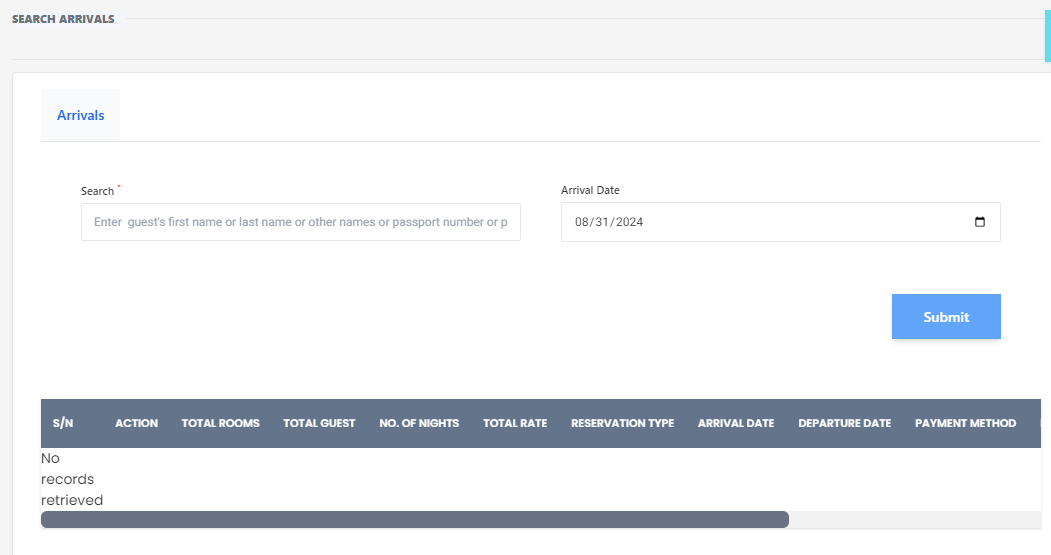 SEARCH ARRIVALS
Arrivals
Search *
Arrival Date
Enter guest's first name or last name or other names or passport number or p
08/31/2024
Submit
S/N ACTION TOTAL ROOMS TOTAL GUEST NO. OF NIGHTS TOTAL RATE RESERVATION TYPE ARRIVAL DATE DEPARTURE DATE PAYMENT METHOD
No
records
retrieved